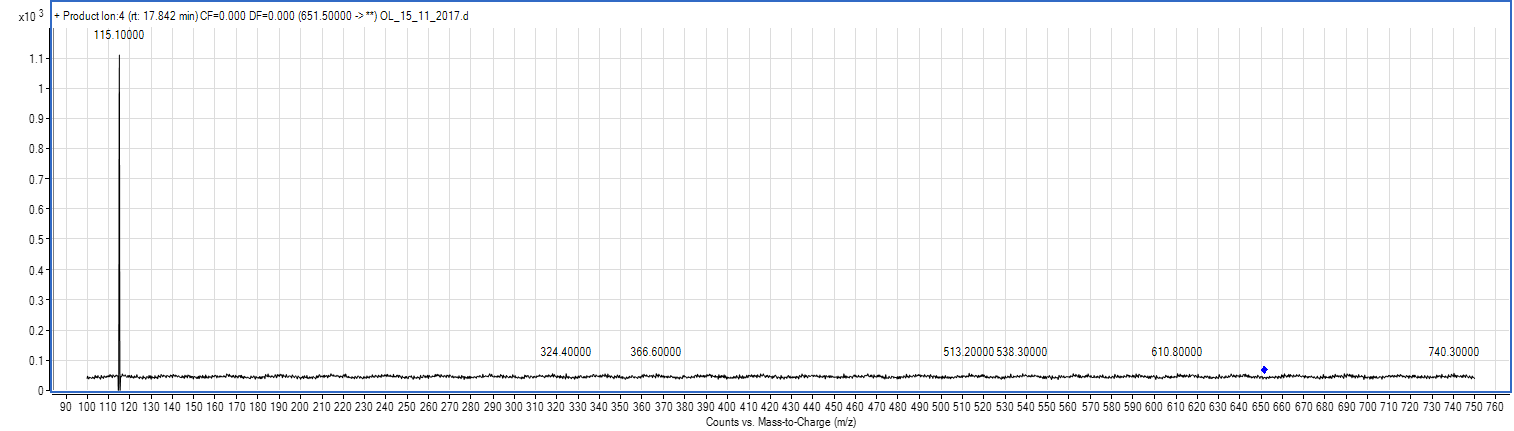 + Product Ion:4 (rt: 17.842 min) CF=0.000 DF=0.000 (651.50000 -> **) OL_15_11_2017.d
x10 3
115.10000
1.1
1
0.9
0.8
0.7
0.6
0.5
0.4
0.3
0.2
324.40000 366.60000 513.20000 538.30000 610.80000 740.30000
0.1
0
90 100 110 120 130 140 150 160 170 180 190 200 210 220 230 240 250 260 270 280 290 300 310 320 330 340 350 360 370 380 390 400 410 420 430 440 450 460 470 480 490 500 510 520 530 540 550 560 570 580 590 600 610 620 630 640 650 660 670 680 690 700 710 720 730 740 750 760
Counts vs. Mass-to-Charge (m/z)